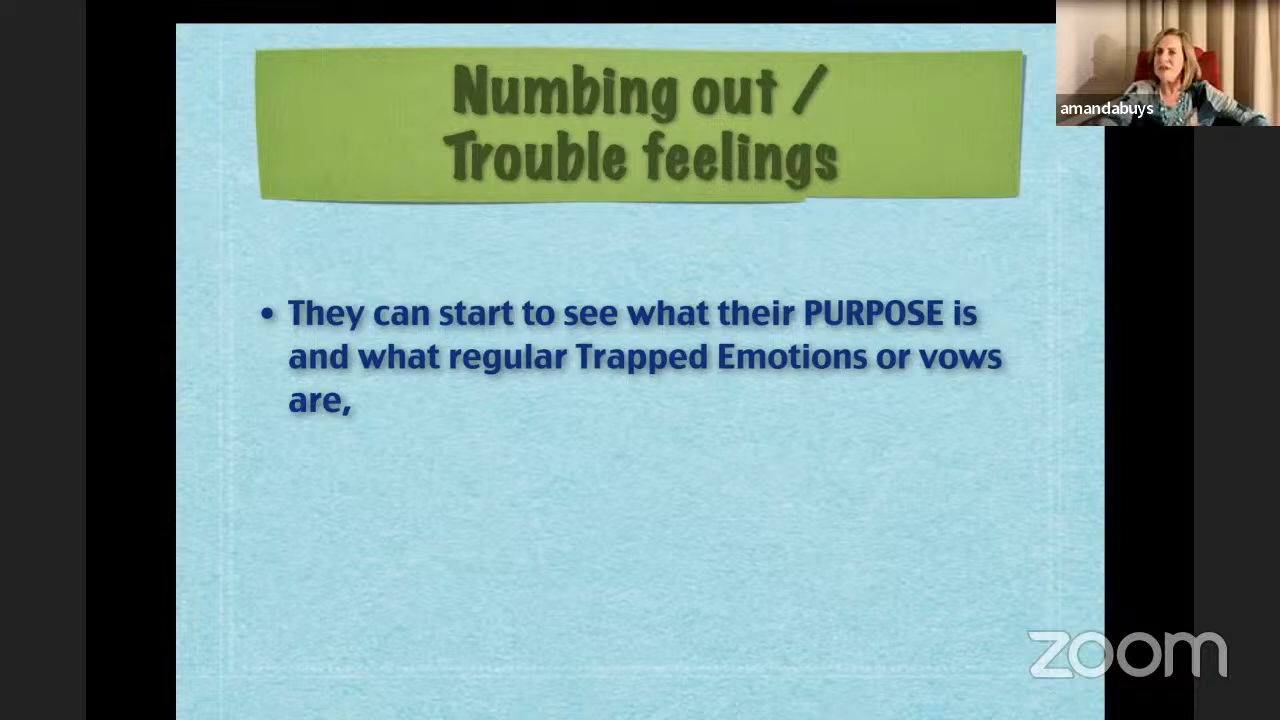 Numbing out /
Trouble feelings
amandabuys
• They can start to see what their PURPOSE is
and what regular Trapped Emotions or vows
are,
zoom